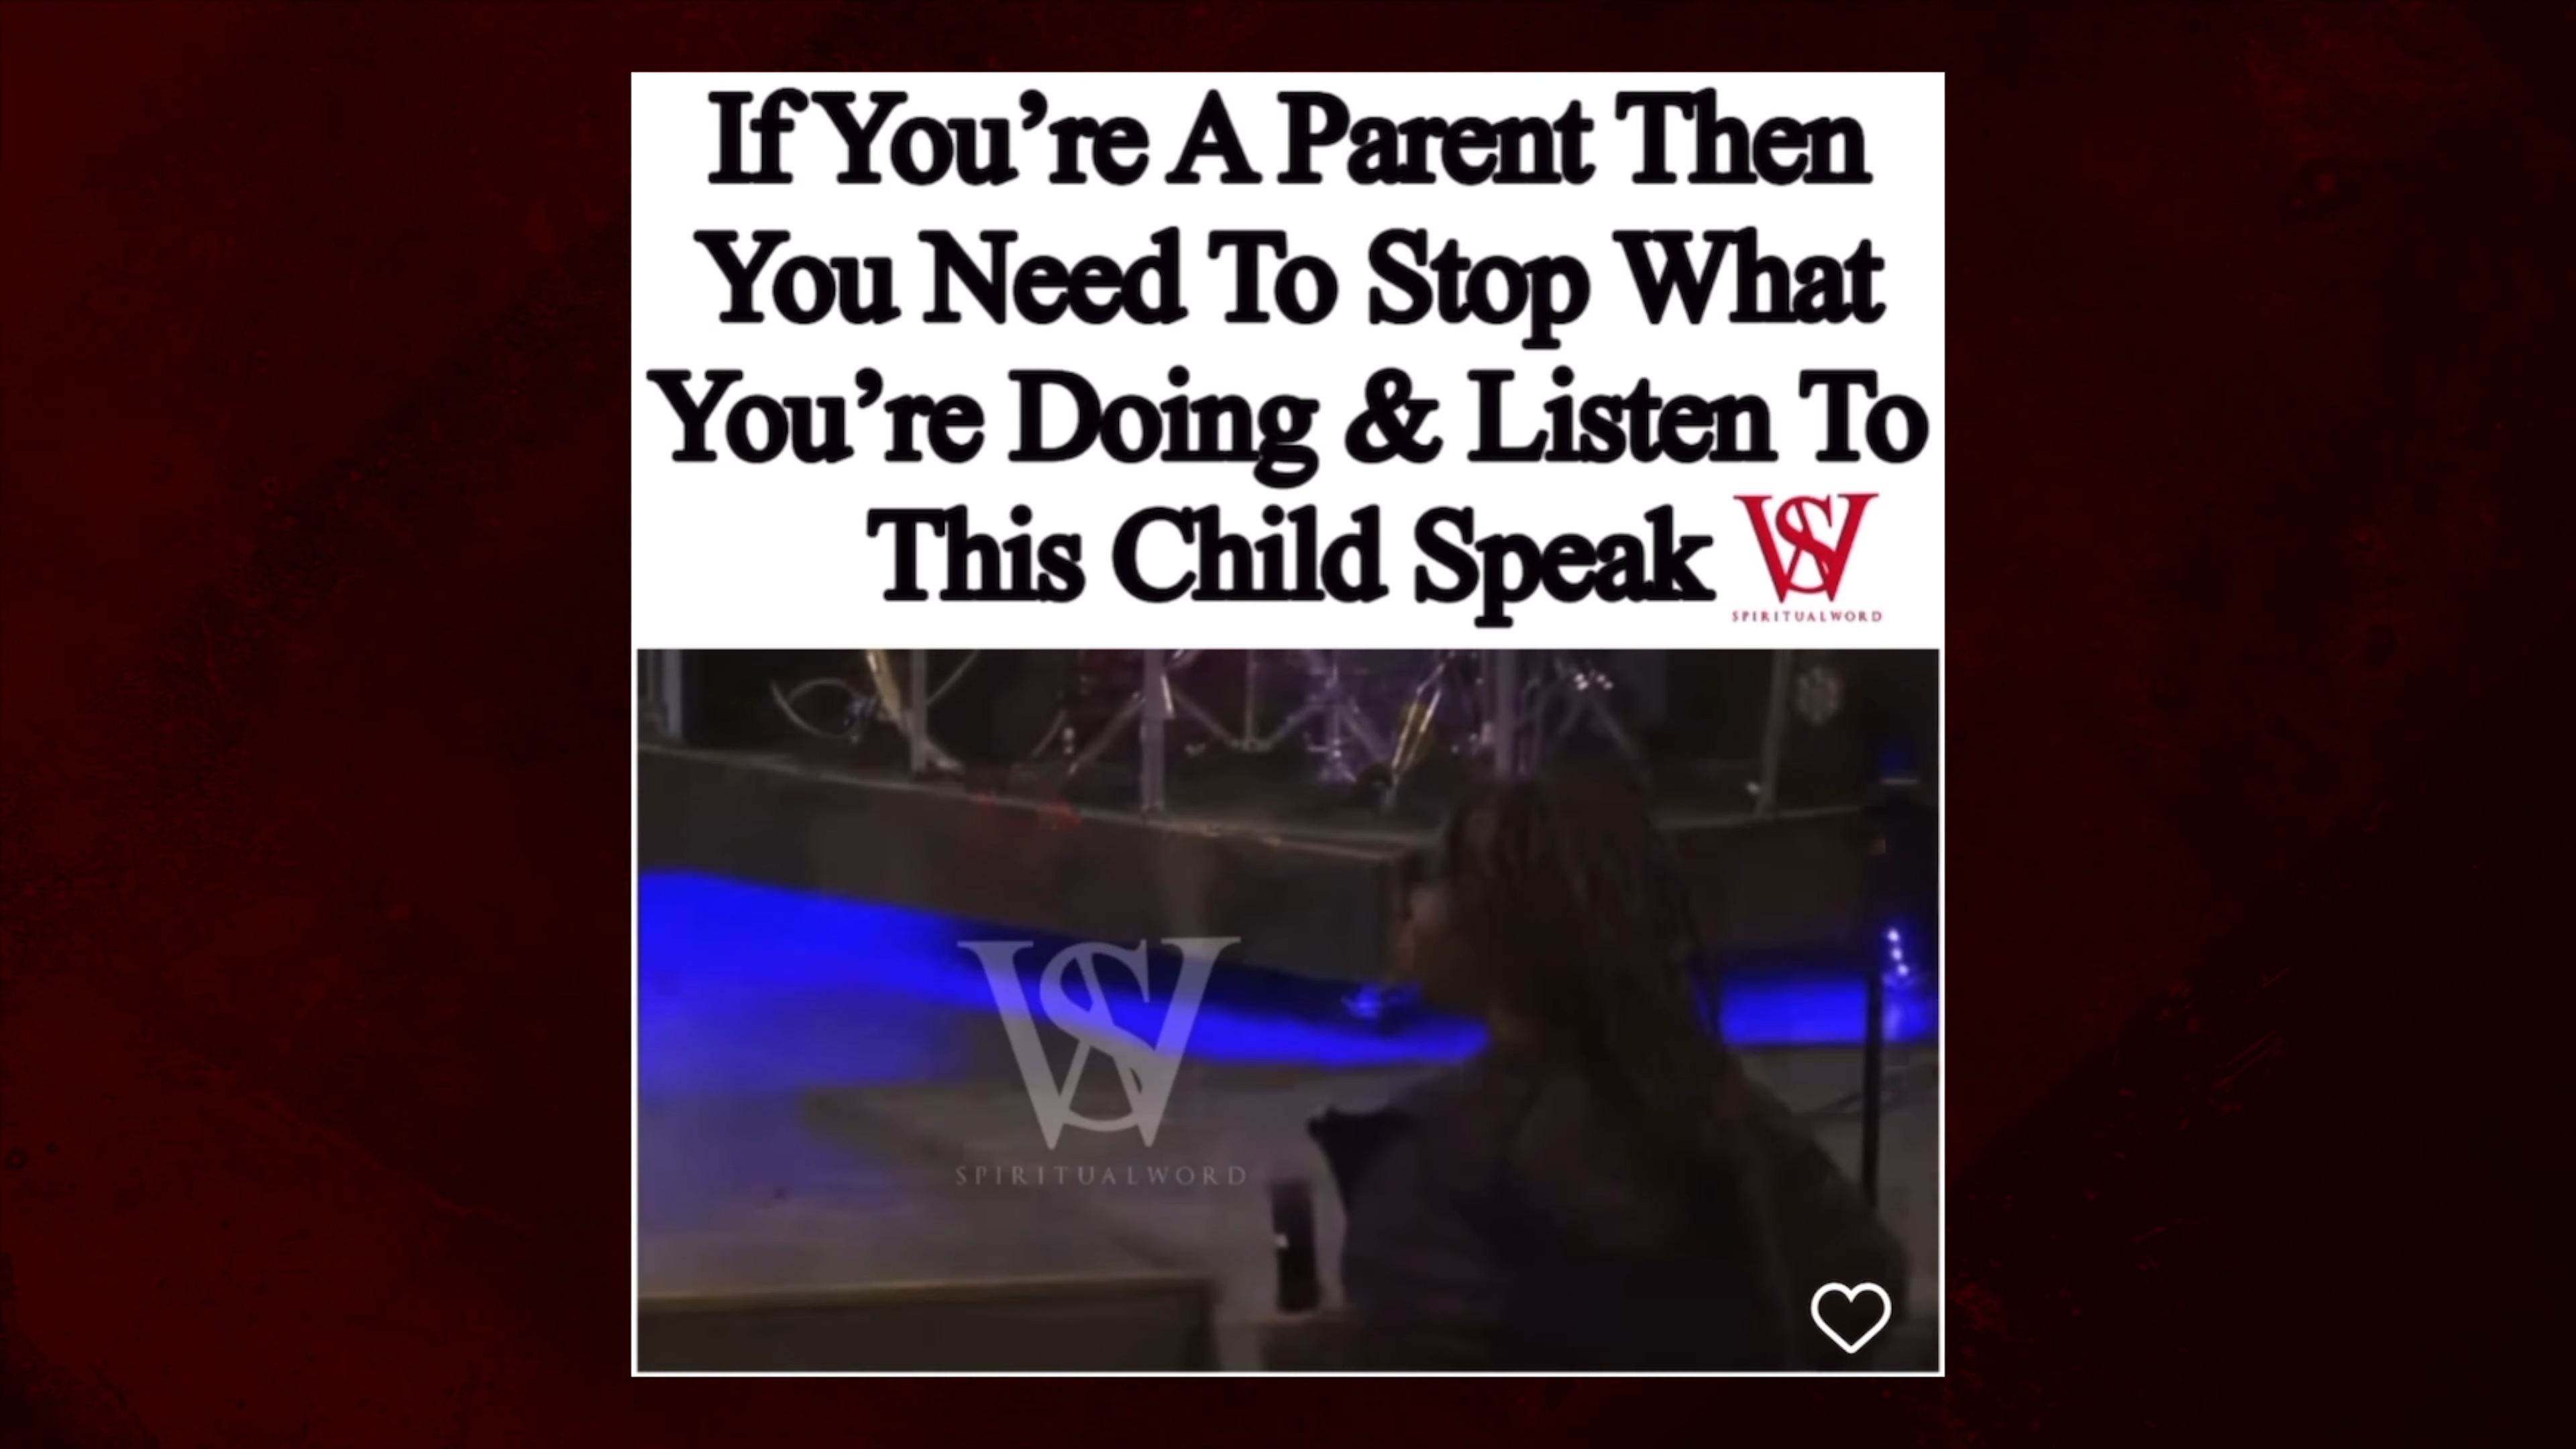 If You’re A Parent Then
You Need To Stop What
You’re Doing & Listen To
This Child Speak
SW
SPIRITUALWORD
SW
SPIRITUALWORD